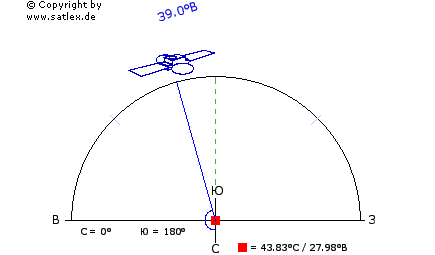 © Copyright by
www.satlex.de
39.0°В
Ю
В
З
С = 0°
Ю = 180°
С
= 43.83°С / 27.98°В